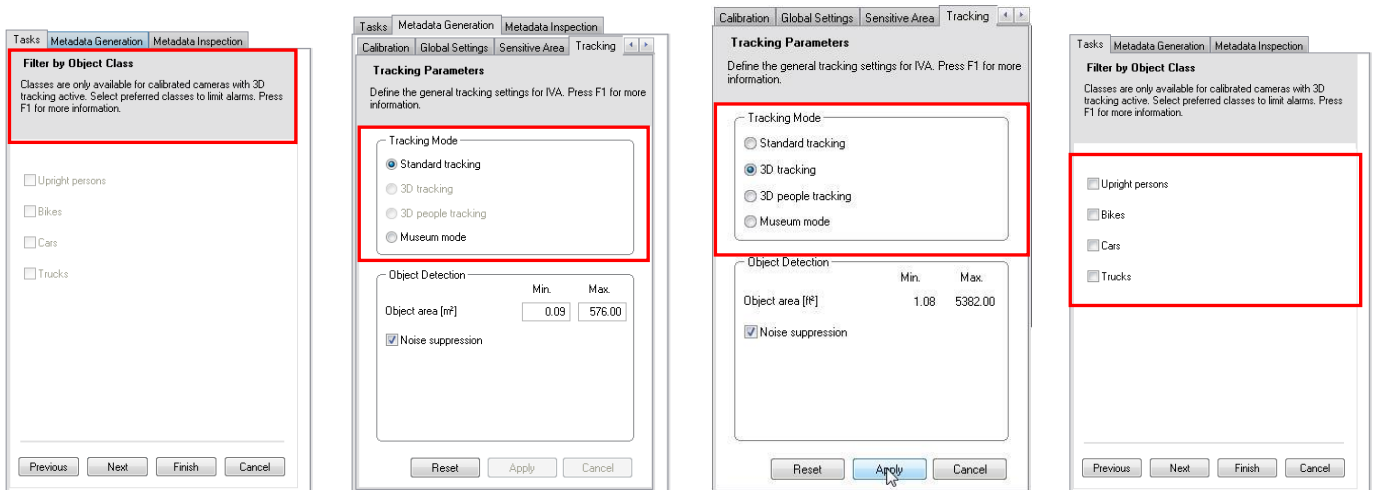 Tasks Metadata Generation Metadata Inspection
Filter by Object Class
Classes are only available for calibrated cameras with 3D
tracking active. Select preferred classes to limit alarms. Press
F1 for more information.
Upright persons
Bikes
Cars
Trucks
Previous Next Finish Cancel
Tasks Metadata Generation Metadata Inspection
Calibration Global Settings Sensitive Area Tracking
Tracking Parameters
Define the general tracking settings for IVA. Press F1 for more
information.
Tracking Mode
Standard tracking
3D tracking
3D people tracking
Museum mode
Object Detection
Min. Max.
Object area [m²] 0.09 576.00
Noise suppression
Reset Apply Cancel
Calibration Global Settings Sensitive Area Tracking
Tracking Parameters
Define the general tracking settings for IVA. Press F1 for more
information.
Tracking Mode
Standard tracking
3D tracking
3D people tracking
Museum mode
Object Detection
Min. Max.
Object area [ft²] 1.08 5382.00
Noise suppression
Reset Apply Cancel
Tasks Metadata Generation Metadata Inspection
Filter by Object Class
Classes are only available for calibrated cameras with 3D
tracking active. Select preferred classes to limit alarms. Press
F1 for more information.
Upright persons
Bikes
Cars
Trucks
Previous Next Finish Cancel